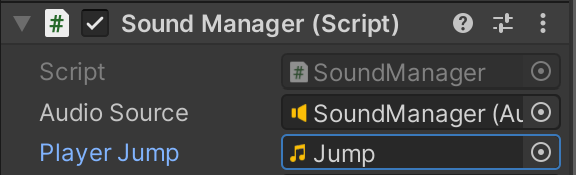 Sound Manager (Script)
Script SoundManager
Audio Source SoundManager (Au
Player Jump Jump